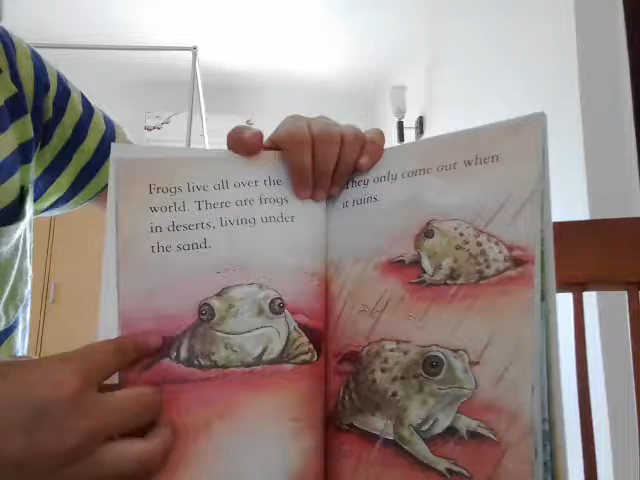 Frogs live all over the
world. There are frogs
in deserts, living under
the sand.
They only come out when
it rains.